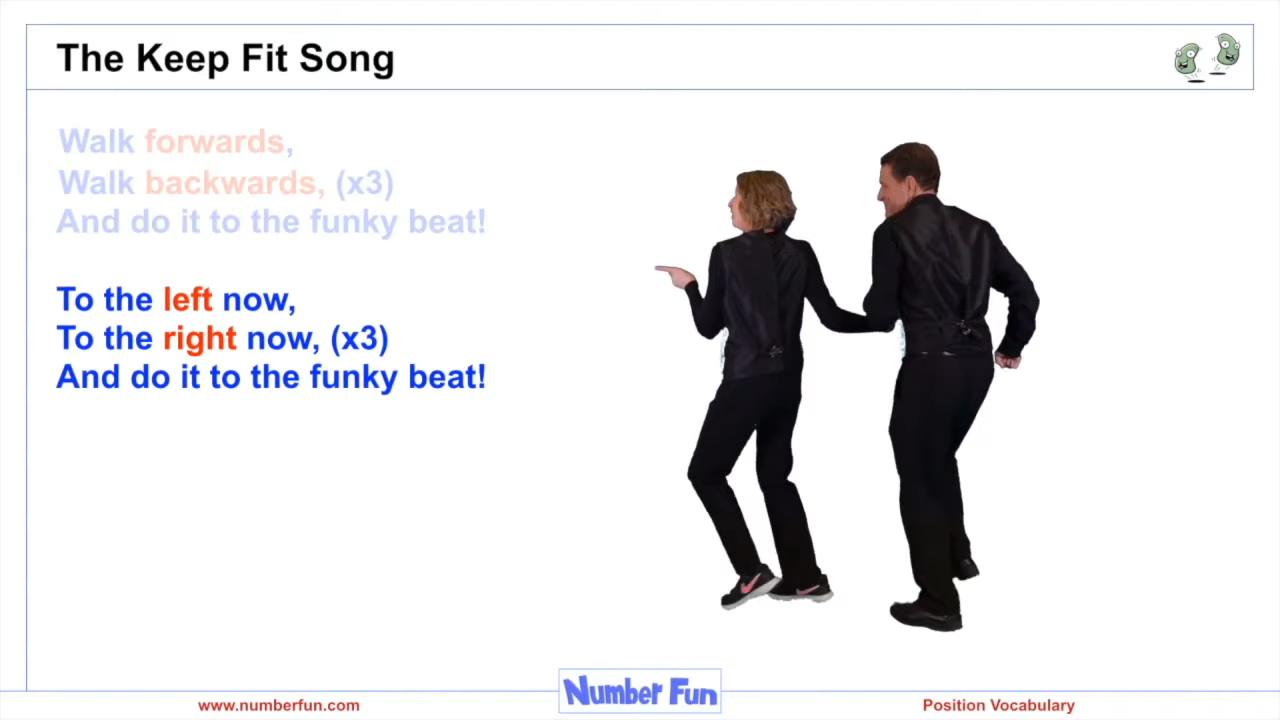 The Keep Fit Song
Walk forwards,
Walk backwards, (x3)
And do it to the funky beat!
To the left now,
To the right now, (x3)
And do it to the funky beat!
www.numberfun.com
Number Fun
Position Vocabulary